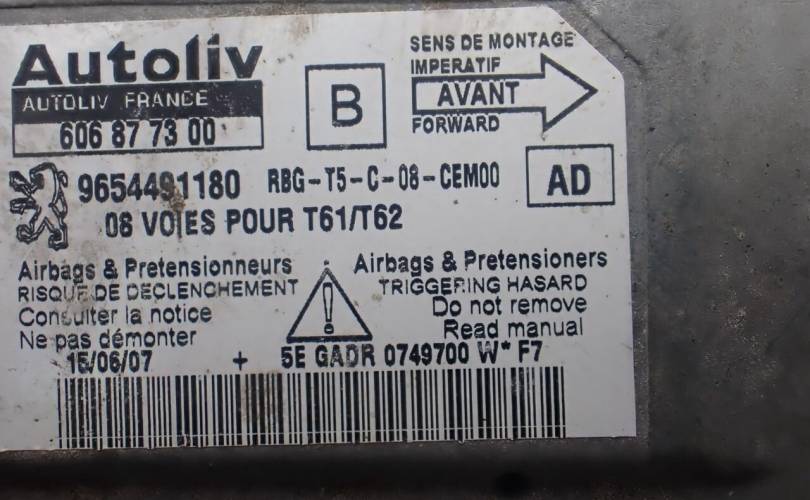 Autoliv
AUTOLIV FRANCE
606 87 73 00
B
SENS DE MONTAGE
IMPERATIF
AVANT
FORWARD
9654491180 RBG-T5-C-08-CEM00
AD
08 VOIES POUR T61/T62
Airbags & Pretensionneurs
RISQUE DE DECLENCHEMENT
Consulter la notice
Ne pas démonter
Airbags & Pretensioners
TRIGGERING HASARD
Do not remove
Read manual
15/06/07 + 5E GADR 0749700 W* F7